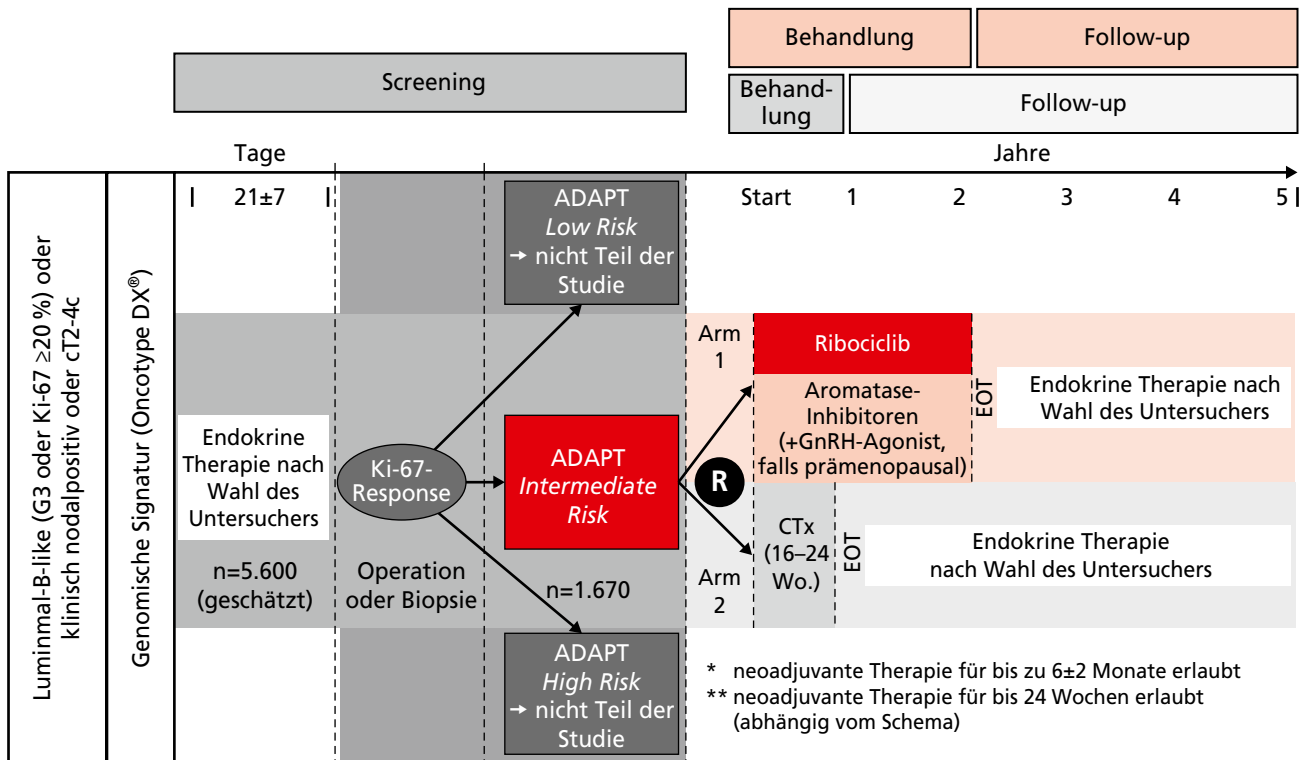 Behandlung
Follow-up
Screening
Behand-
lung
Follow-up
Tage
Jahre
21±7
Start
1
2
3
4
5
Luminmal-B-like (G3 oder Ki-67 ≥20 %) oder
klinisch nodalpositiv oder cT2-4c
Genomische Signatur (Oncotype DX®)
ADAPT
Low Risk
→ nicht Teil der
Studie
Endokrine
Therapie nach
Wahl des
Untersuchers
n=5.600
(geschätzt)
Ki-67-
Response
Operation
oder Biopsie
ADAPT
Intermediate
Risk
n=1.670
ADAPT
High Risk
→ nicht Teil der
Studie
R
Arm
1
Ribociclib
Aromatase-
Inhibitoren
(+GnRH-Agonist,
falls prämenopausal)
EOT
Endokrine Therapie nach
Wahl des Untersuchers
Arm
2
CTx
(16–24
Wo.)
EOT
Endokrine Therapie
nach Wahl des Untersuchers
* neoadjuvante Therapie für bis zu 6±2 Monate erlaubt
** neoadjuvante Therapie für bis 24 Wochen erlaubt
(abhängig vom Schema)